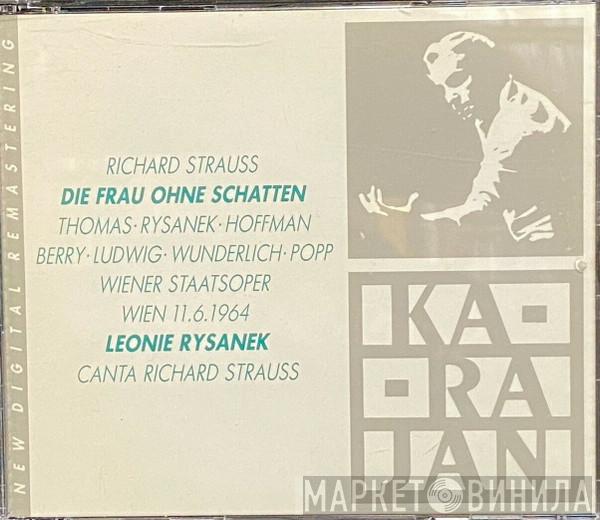 NEW DIGITAL REMASTERING
RICHARD STRAUSS
DIE FRAU OHNE SCHATTEN
THOMAS·RYSANEK·HOFFMAN
BERRY·LUDWIG·WUNDERLICH·POPP
WIENER STAATSOPER
WIEN 11.6.1964
LEONIE RYSANEK
CANTA RICHARD STRAUSS
KA-
RA
JAN
МАРКЕТ ВИНИЛА